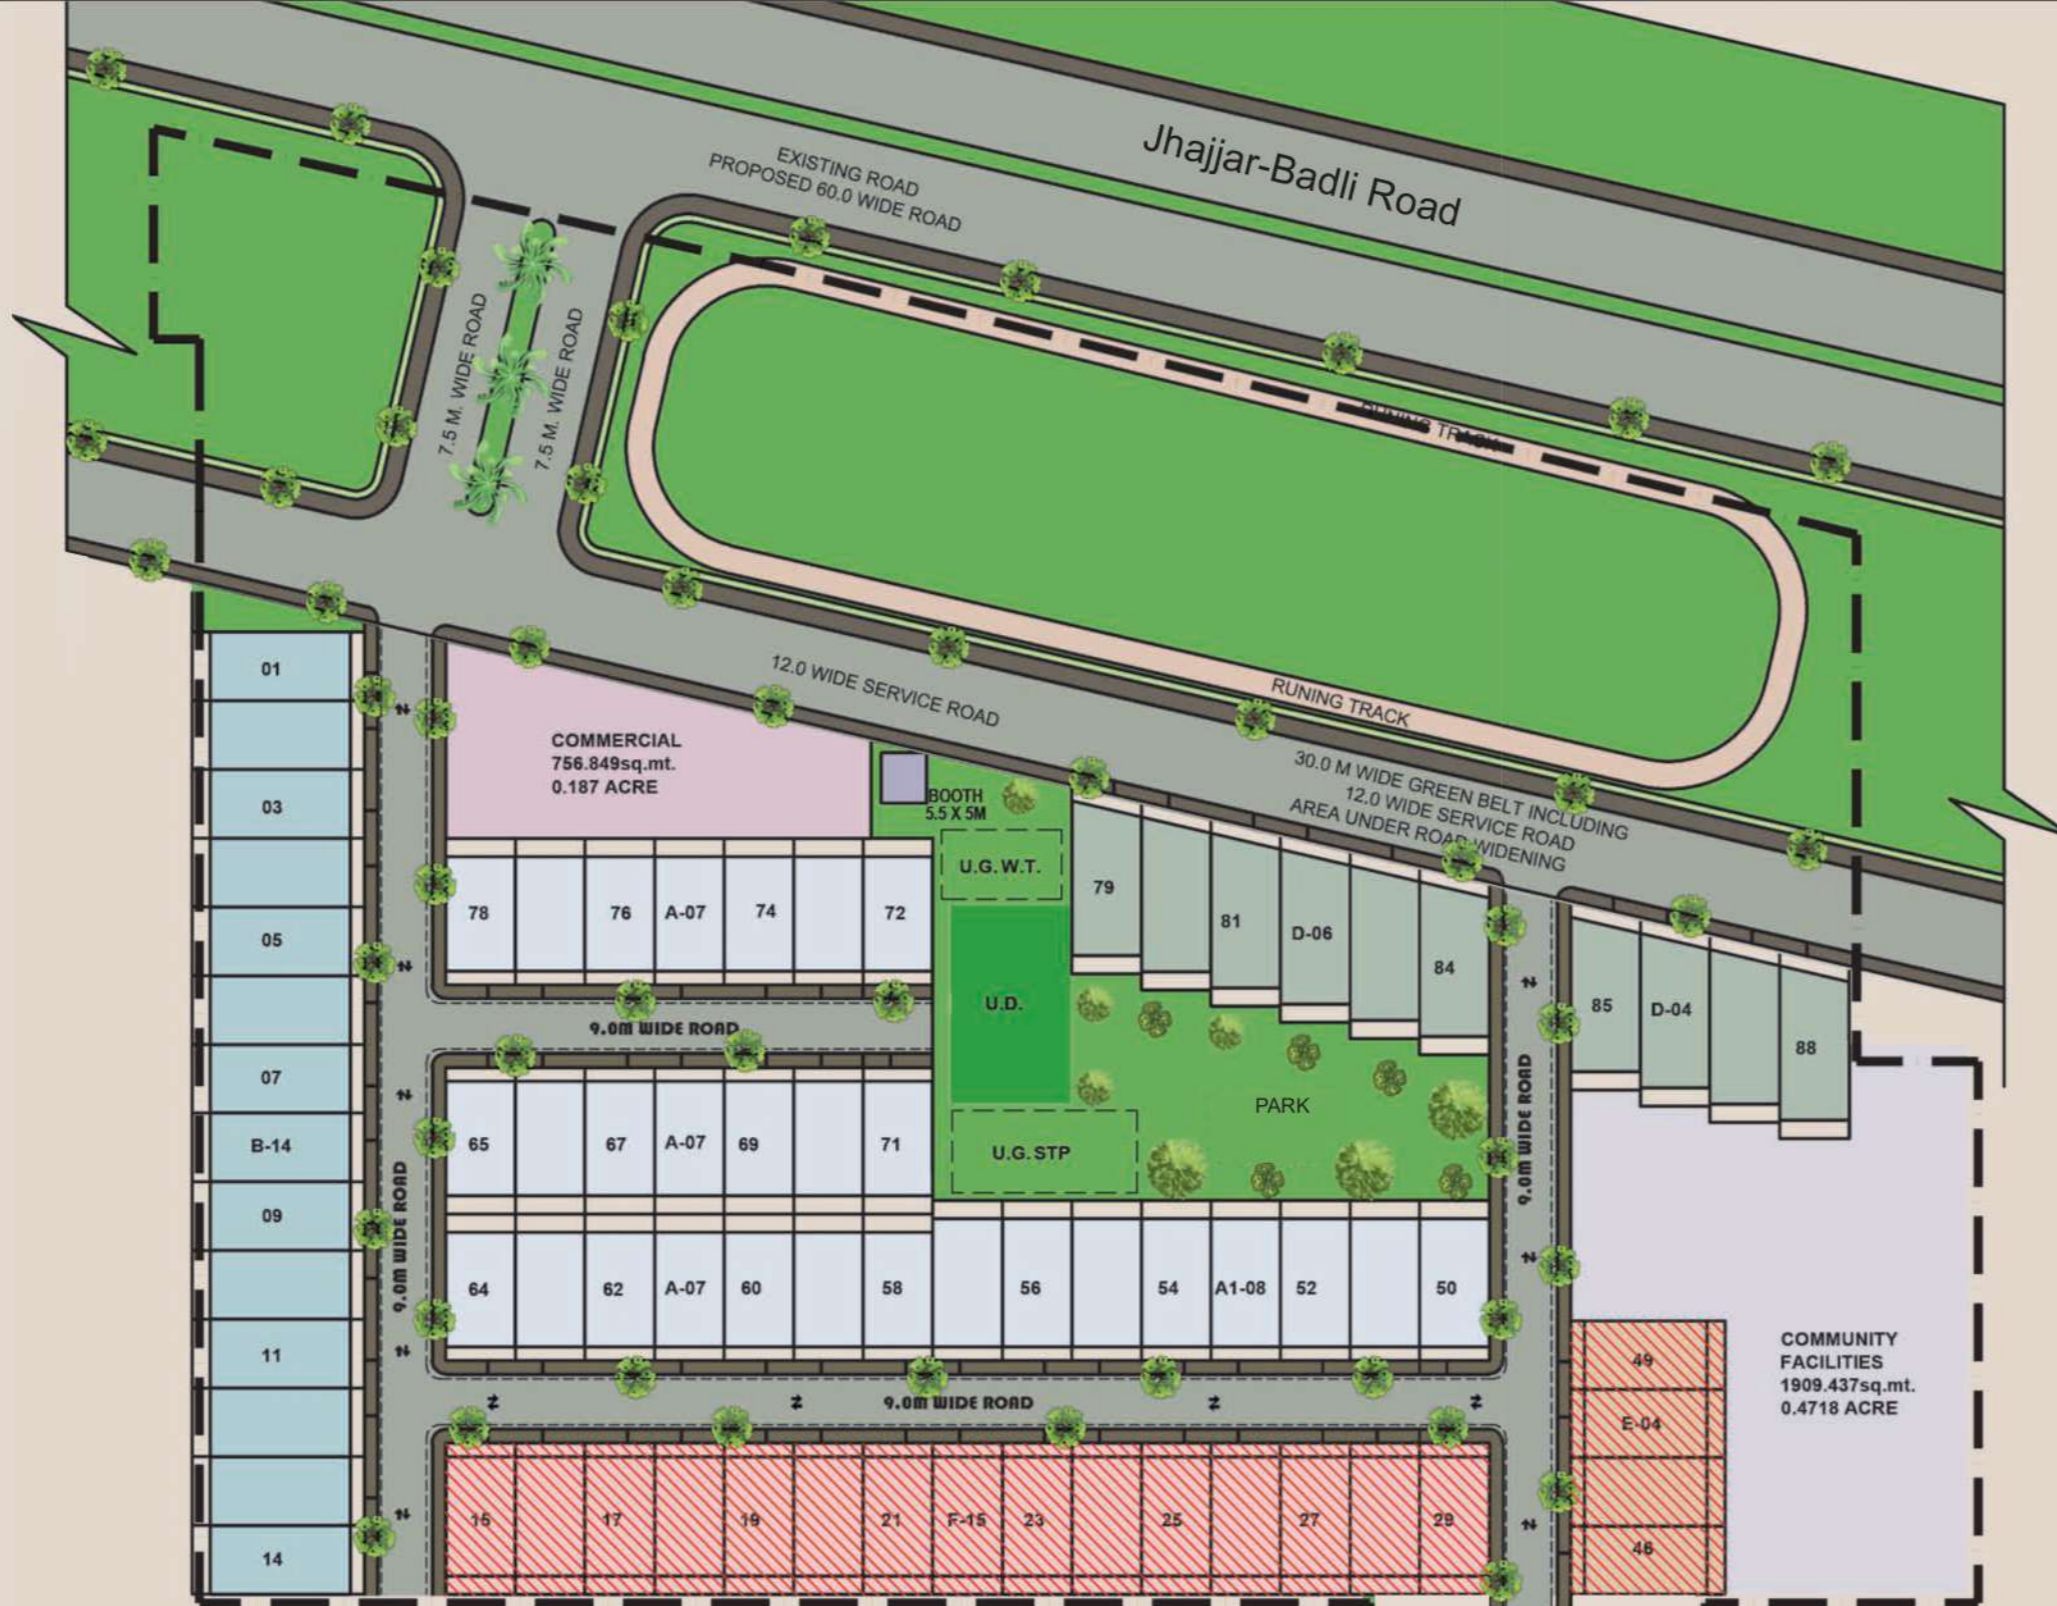 Jhajjar-Badli Road
EXISTING ROAD
PROPOSED 60.0 WIDE ROAD
7.5 M. WIDE ROAD
7.5 M. WIDE ROAD
RUNING TRACK
RUNING TRACK
12.0 WIDE SERVICE ROAD
30.0 M WIDE GREEN BELT INCLUDING
12.0 WIDE SERVICE ROAD
AREA UNDER ROAD WIDENING
COMMERCIAL
756.849sq.mt.
0.187 ACRE
BOOTH
5.5 X 5M
U.G.W.T.
U.D.
U.G.STP
PARK
01
03
05
07
B-14
09
11
14
9.0M WIDE ROAD
78
76
A-07
74
72
9.0M WIDE ROAD
65
67
A-07
69
71
64
62
A-07
60
58
56
54
A1-08
52
50
79
81
D-06
84
9.0M WIDE ROAD
85
D-04
88
9.0M WIDE ROAD
15
17
19
21
F-15
23
25
27
29
49
E-04
46
COMMUNITY
FACILITIES
1909.437sq.mt.
0.4718 ACRE